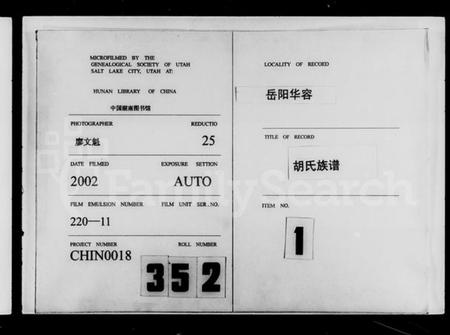 MICROFILMED BY THE
GENEALOGICAL SOCIETY OF UTAH
SALT LAKE CITY, UTAH AT:
HUNAN LIBRARY OF CHINA
中国湖南图书馆
PHOTOGRAPHER REDUCTIO
廖文魁 25
DATE FILMED EXPOSURE SETTION
2002 AUTO
FILM EMULSION NUMBER FILM UNIT SER. NO.
220—11
PROJECT NUMBER ROLL NUMBER
CHIN0018 352
LOCALITY OF RECORD
岳阳华容
TITLE OF RECORD
胡氏族谱
ITEM NO.
1
FamilySearch